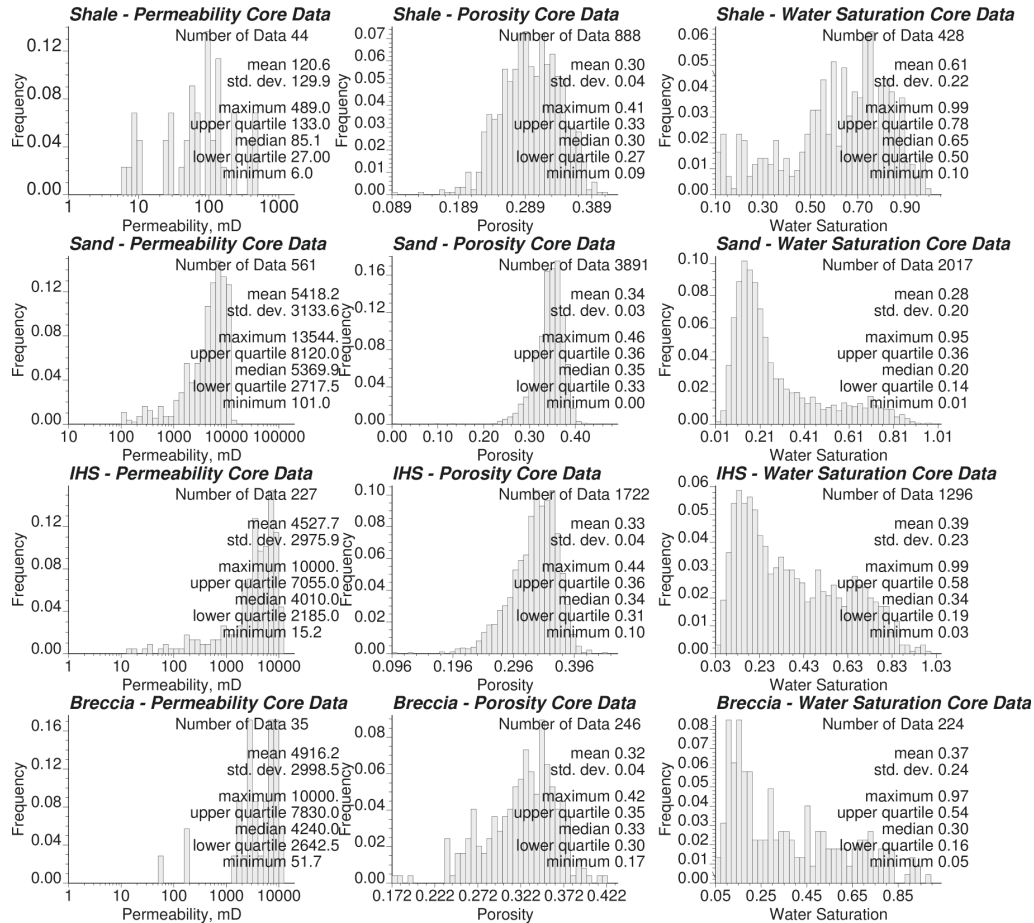 Shale - Permeability Core Data
Number of Data 44
mean 120.6
std. dev. 129.9
maximum 489.0
upper quartile 133.0
median 85.1
lower quartile 27.00
minimum 6.0
Frequency
0.12
0.08
0.04
0.00
1 10 100 1000
Permeability, mD
Shale - Porosity Core Data
Number of Data 888
mean 0.30
std. dev. 0.04
maximum 0.41
upper quartile 0.33
median 0.30
lower quartile 0.27
minimum 0.09
Frequency
0.07
0.06
0.05
0.04
0.03
0.02
0.01
0.00
0.089 0.189 0.289 0.389
Porosity
Shale - Water Saturation Core Data
Number of Data 428
mean 0.61
std. dev. 0.22
maximum 0.99
upper quartile 0.78
median 0.65
lower quartile 0.50
minimum 0.10
Frequency
0.06
0.05
0.04
0.03
0.02
0.01
0.00
0.10 0.30 0.50 0.70 0.90
Water Saturation
Sand - Permeability Core Data
Number of Data 561
mean 5418.2
std. dev. 3133.6
maximum 13544.
upper quartile 8120.0
median 5369.9
lower quartile 2717.5
minimum 101.0
Frequency
0.12
0.08
0.04
0.00
10 100 1000 10000 100000
Permeability, mD
Sand - Porosity Core Data
Number of Data 3891
mean 0.34
std. dev. 0.03
maximum 0.46
upper quartile 0.36
median 0.35
lower quartile 0.33
minimum 0.00
Frequency
0.16
0.12
0.08
0.04
0.00
0.00 0.10 0.20 0.30 0.40
Porosity
Sand - Water Saturation Core Data
Number of Data 2017
mean 0.28
std. dev. 0.20
maximum 0.95
upper quartile 0.36
median 0.20
lower quartile 0.14
minimum 0.01
Frequency
0.10
0.08
0.06
0.04
0.02
0.00
0.01 0.21 0.41 0.61 0.81 1.01
Water Saturation
IHS - Permeability Core Data
Number of Data 227
mean 4527.7
std. dev. 2975.9
maximum 10000.
upper quartile 7055.0
median 4010.0
lower quartile 2185.0
minimum 15.2
Frequency
0.12
0.08
0.04
0.00
1 10 100 1000 10000
Permeability, mD
IHS - Porosity Core Data
Number of Data 1722
mean 0.33
std. dev. 0.04
maximum 0.44
upper quartile 0.36
median 0.34
lower quartile 0.31
minimum 0.10
Frequency
0.10
0.08
0.06
0.04
0.02
0.00
0.096 0.196 0.296 0.396
Porosity
IHS - Water Saturation Core Data
Number of Data 1296
mean 0.39
std. dev. 0.23
maximum 0.99
upper quartile 0.58
median 0.34
lower quartile 0.19
minimum 0.03
Frequency
0.06
0.05
0.04
0.03
0.02
0.01
0.00
0.03 0.23 0.43 0.63 0.83 1.03
Water Saturation
Breccia - Permeability Core Data
Number of Data 35
mean 4916.2
std. dev. 2998.5
maximum 10000.
upper quartile 7830.0
median 4240.0
lower quartile 2642.5
minimum 51.7
Frequency
0.16
0.12
0.08
0.04
0.00
1 10 100 1000 10000
Permeability, mD
Breccia - Porosity Core Data
Number of Data 246
mean 0.32
std. dev. 0.04
maximum 0.42
upper quartile 0.35
median 0.33
lower quartile 0.30
minimum 0.17
Frequency
0.08
0.06
0.04
0.02
0.00
0.172 0.222 0.272 0.322 0.372 0.422
Porosity
Breccia - Water Saturation Core Data
Number of Data 224
mean 0.37
std. dev. 0.24
maximum 0.97
upper quartile 0.54
median 0.30
lower quartile 0.16
minimum 0.05
Frequency
0.08
0.07
0.06
0.05
0.04
0.03
0.02
0.01
0.00
0.05 0.25 0.45 0.65 0.85
Water Saturation